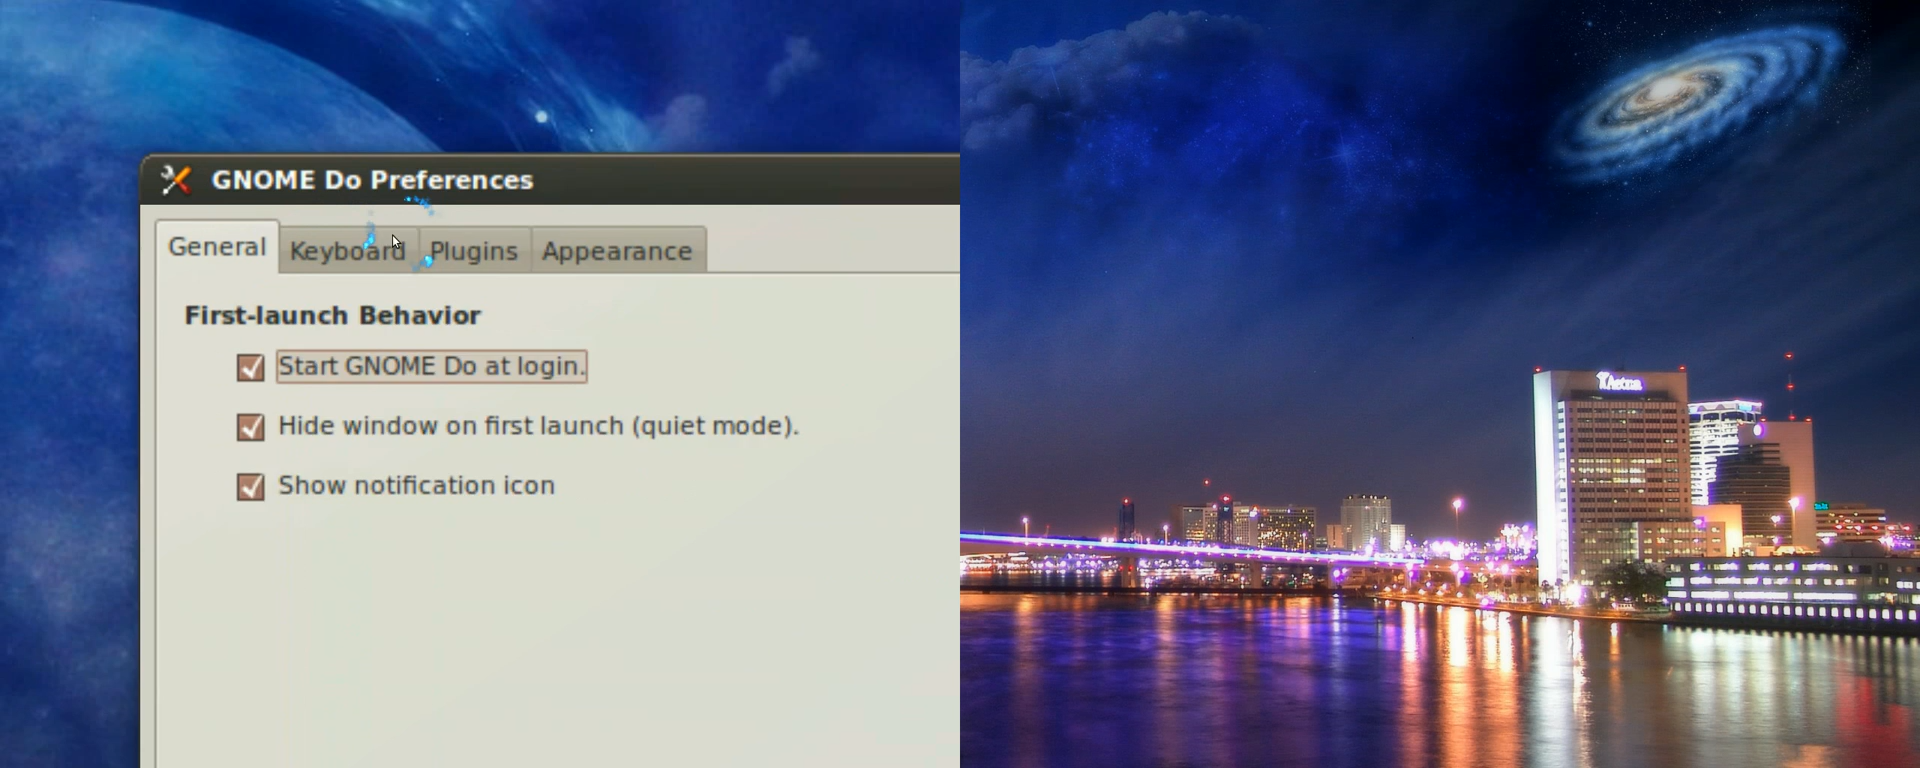 GNOME Do Preferences
General Keyboard Plugins Appearance
First-launch Behavior
Start GNOME Do at login.
Hide window on first launch (quiet mode).
Show notification icon
Aetna